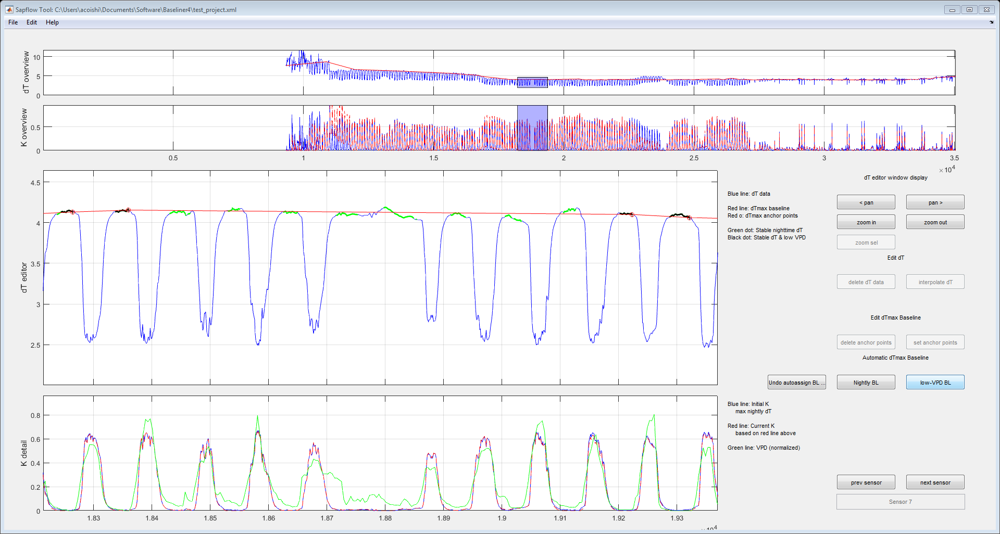 Sapflow Tool: C:\Users\acoishi\Documents\Software\Baseliner4\test_project.xml
File Edit Help
dT overview
10
5
0
K overview
0.5
0
0.5 1 1.5 2 2.5 3 3.5
×10^4
dT editor
4.5
4
3.5
3
2.5
Blue line: dT data
Red line: dTmax baseline
Red o: dTmax anchor points
Green dot: Stable nighttime dT
Black dot: Stable dT & low VPD
dT editor window display
< pan pan >
zoom in zoom out
zoom sel
Edit dT
delete dT data interpolate dT
Edit dTmax Baseline
delete anchor points set anchor points
Automatic dTmax Baseline
Undo autoassign BL ... Nightly BL low-VPD BL
K detail
0.8
0.6
0.4
0.2
0
1.83 1.84 1.85 1.86 1.87 1.88 1.89 1.9 1.91 1.92 1.93
×10^4
Blue line: Initial K
max nightly dT
Red line: Current K
based on red line above
Green line: VPD (normalized)
prev sensor next sensor
Sensor 7